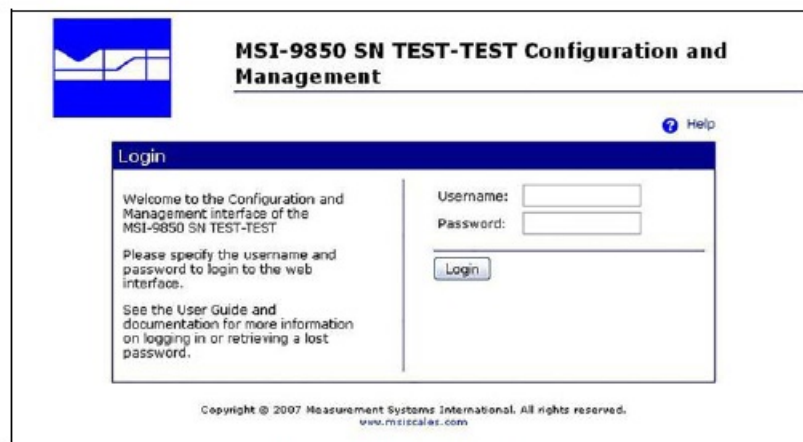 MSI-9850 SN TEST-TEST Configuration and
Management
? Help
Login
Welcome to the Configuration and
Management interface of the
MSI-9850 SN TEST-TEST
Please specify the username and
password to login to the web
interface.
See the User Guide and
documentation for more information
on logging in or retrieving a lost
password.
Username:
Password:
Login
Copyright © 2007 Measurement Systems International. All rights reserved.
www.msiscales.com